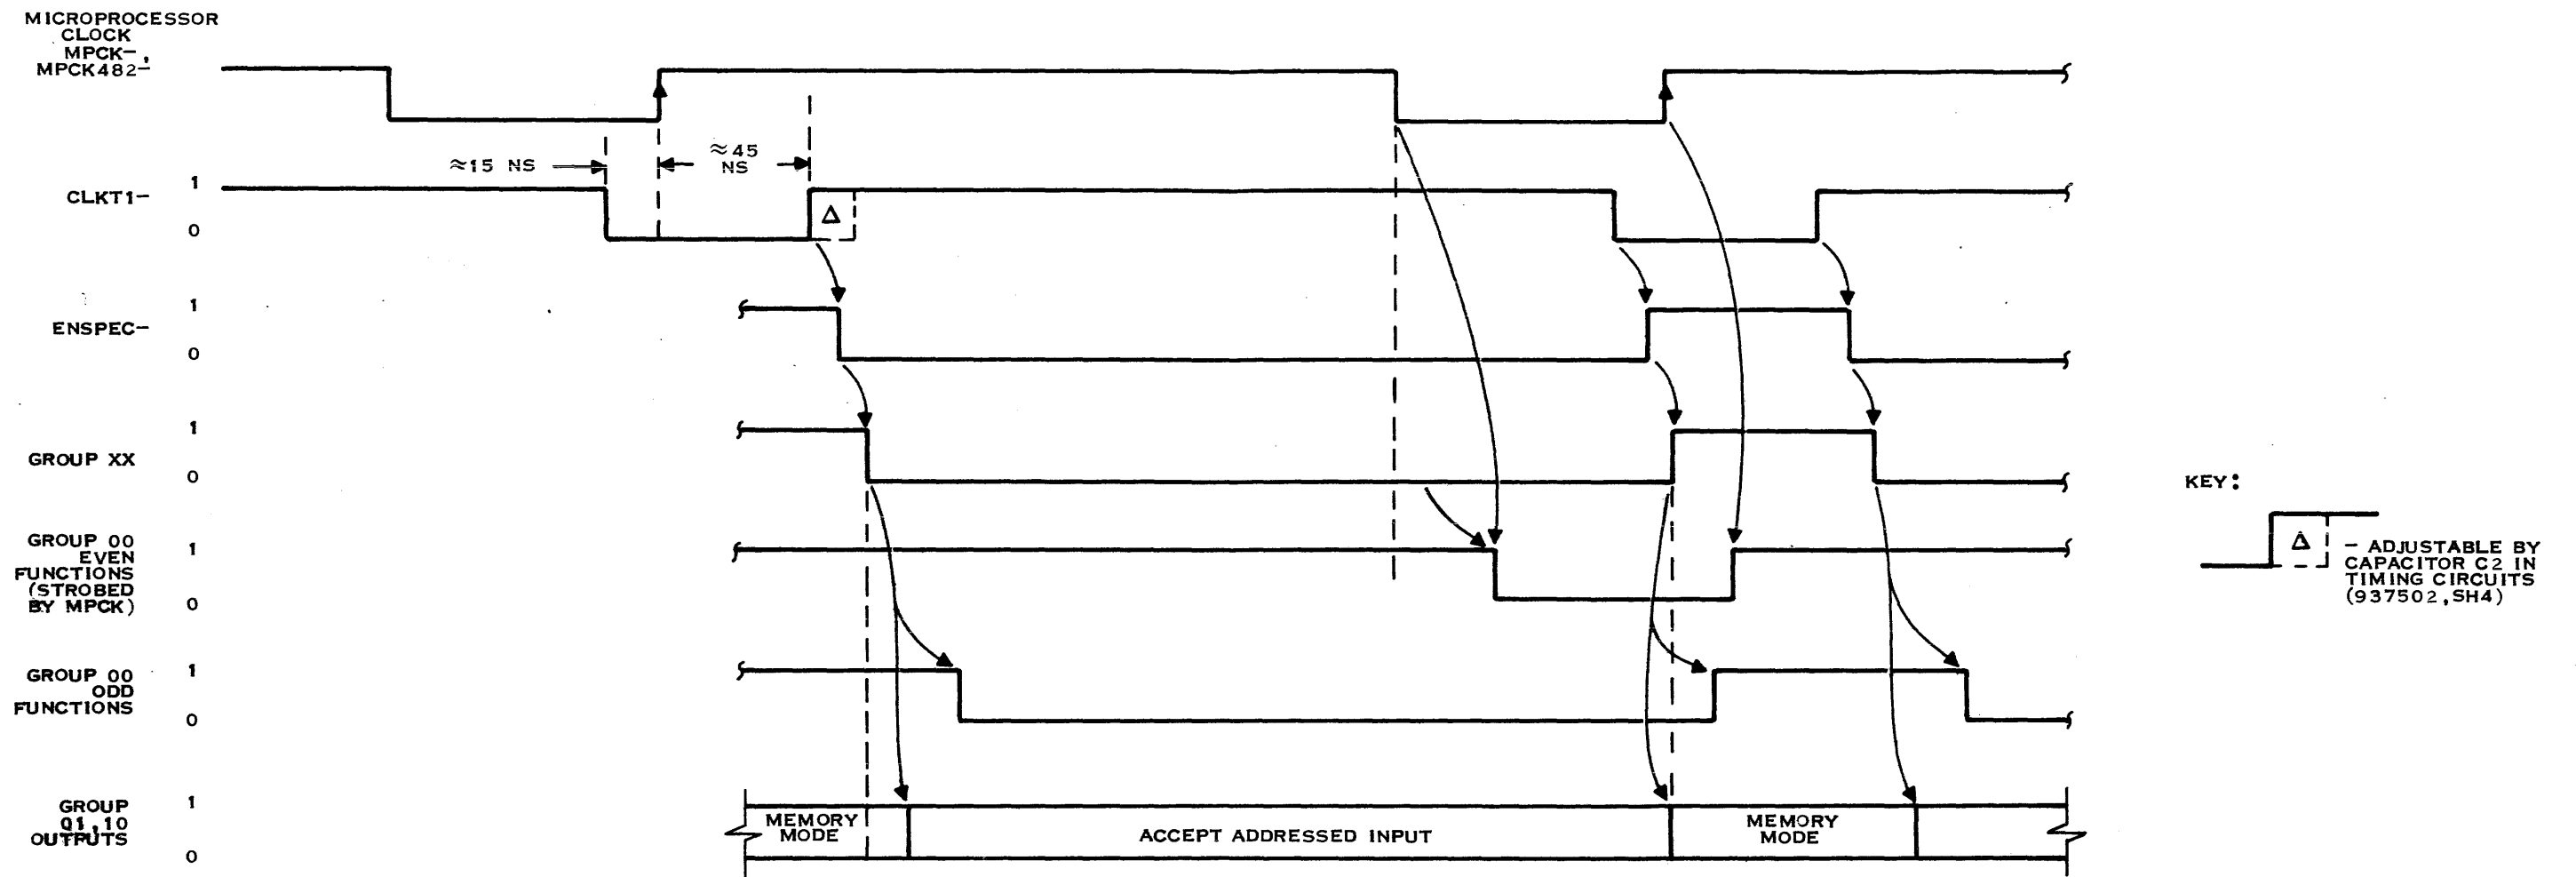 MICROPROCESSOR
CLOCK
MPCK-,
MPCK482-
≈15 NS
≈45
NS
CLKT1-
1
0
Δ
ENSPEC-
1
0
GROUP XX
1
0
GROUP 00
EVEN
FUNCTIONS
(STROBED
BY MPCK)
1
0
GROUP 00
ODD
FUNCTIONS
1
0
GROUP
01,10
OUTPUTS
1
0
MEMORY
MODE
ACCEPT ADDRESSED INPUT
MEMORY
MODE
KEY:
Δ
- ADJUSTABLE BY
CAPACITOR C2 IN
TIMING CIRCUITS
(937502,SH4)